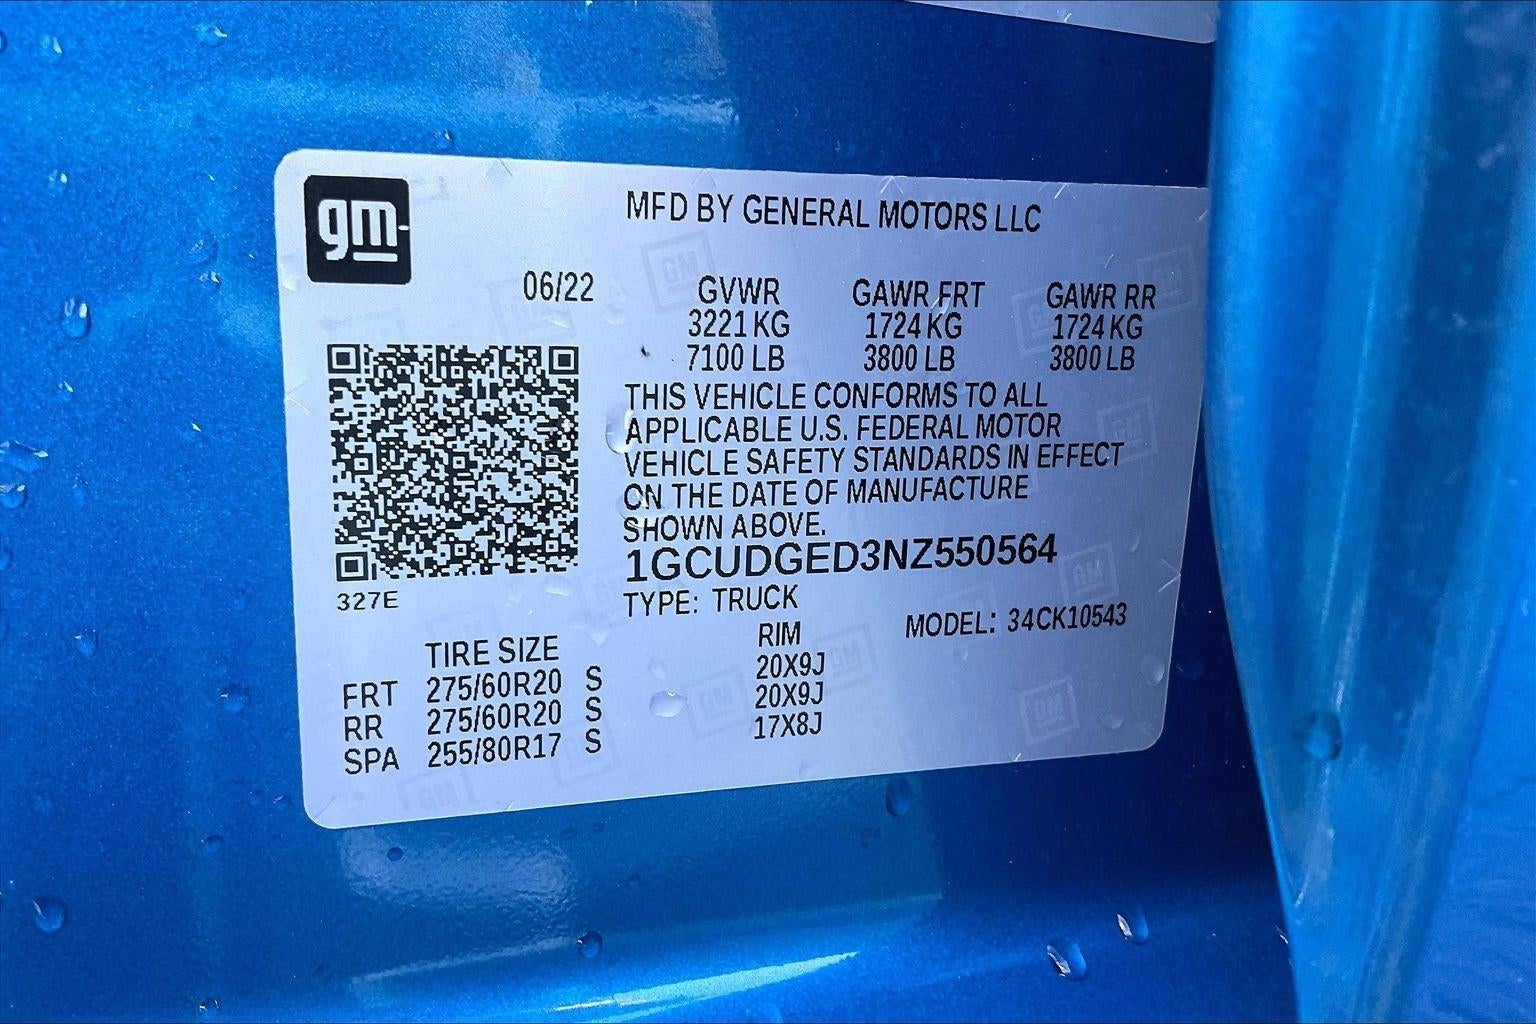 gm
MFD BY GENERAL MOTORS LLC
06/22
GVWR GAWR FRT GAWR RR
3221 KG 1724 KG 1724 KG
7100 LB 3800 LB 3800 LB
THIS VEHICLE CONFORMS TO ALL
APPLICABLE U.S. FEDERAL MOTOR
VEHICLE SAFETY STANDARDS IN EFFECT
ON THE DATE OF MANUFACTURE
SHOWN ABOVE.
1GCUDGED3NZ550564
327E
TYPE: TRUCK
MODEL: 34CK10543
TIRE SIZE RIM
FRT 275/60R20 S 20X9J
RR 275/60R20 S 20X9J
SPA 255/80R17 S 17X8J